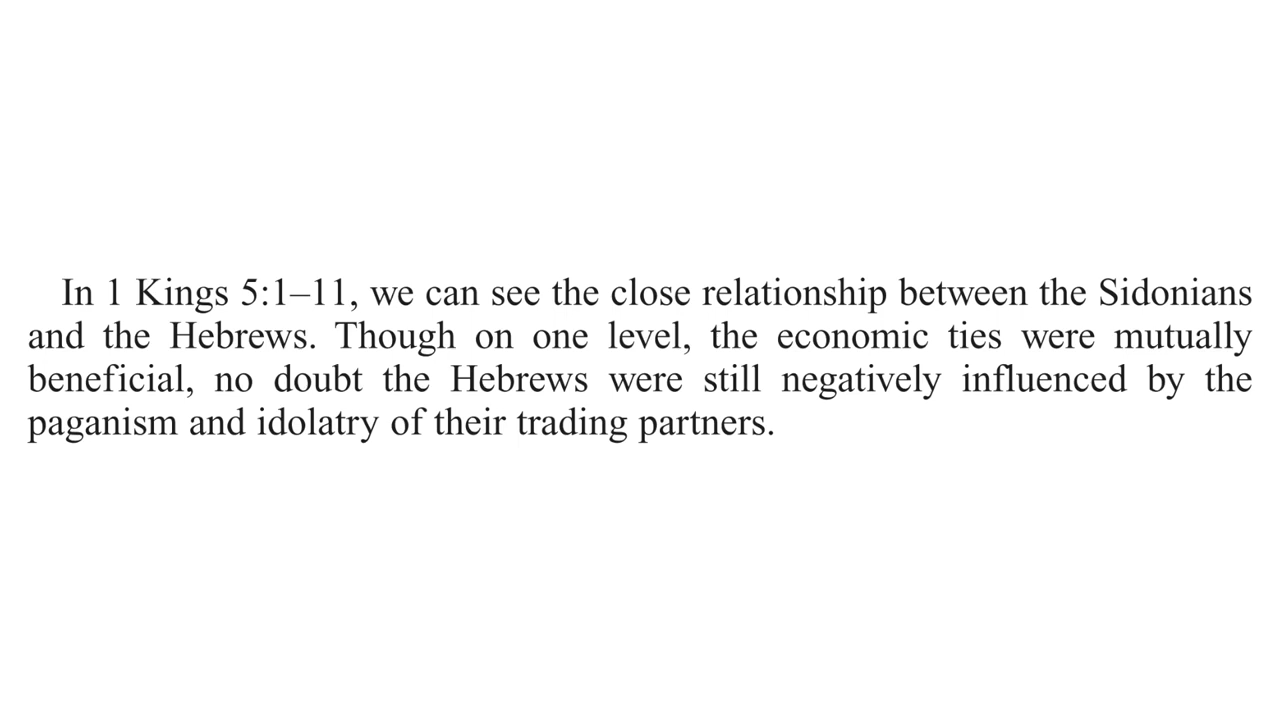 In 1 Kings 5:1–11, we can see the close relationship between the Sidonians
and the Hebrews. Though on one level, the economic ties were mutually
beneficial, no doubt the Hebrews were still negatively influenced by the
paganism and idolatry of their trading partners.